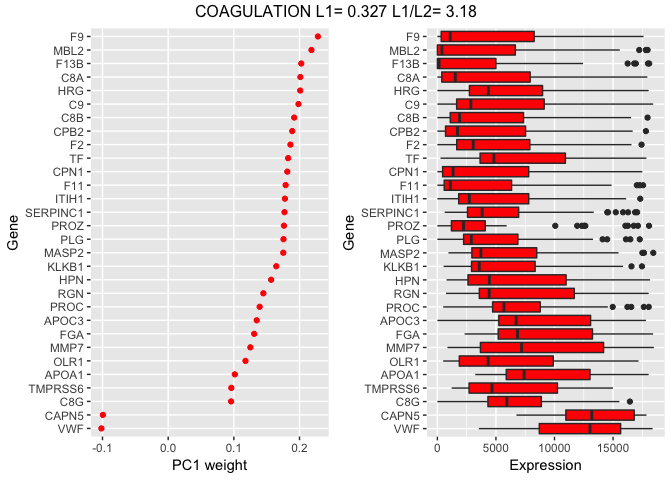 COAGULATION L1= 0.327 L1/L2= 3.18
Gene
F9
MBL2
F13B
C8A
HRG
C9
C8B
CPB2
F2
TF
CPN1
F11
ITIH1
SERPINC1
PROZ
PLG
MASP2
KLKB1
HPN
RGN
PROC
APOC3
FGA
MMP7
OLR1
APOA1
TMPRSS6
C8G
CAPN5
VWF
-0.1 0.0 0.1 0.2
PC1 weight
Gene
F9
MBL2
F13B
C8A
HRG
C9
C8B
CPB2
F2
TF
CPN1
F11
ITIH1
SERPINC1
PROZ
PLG
MASP2
KLKB1
HPN
RGN
PROC
APOC3
FGA
MMP7
OLR1
APOA1
TMPRSS6
C8G
CAPN5
VWF
0 5000 10000 15000
Expression